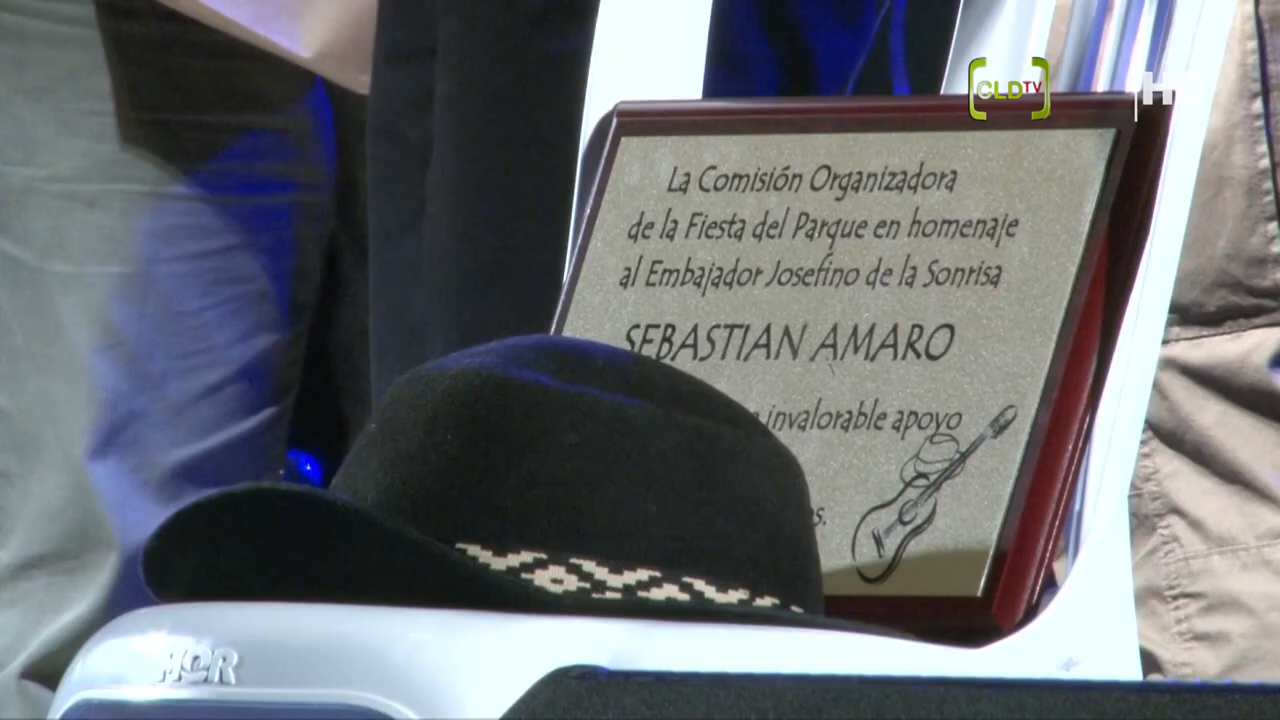 CLDTV
La Comisión Organizadora
de la Fiesta del Parque en homenaje
al Embajador Josefino de la Sonrisa
SEBASTIAN AMARO
invalorable apoyo
MOR